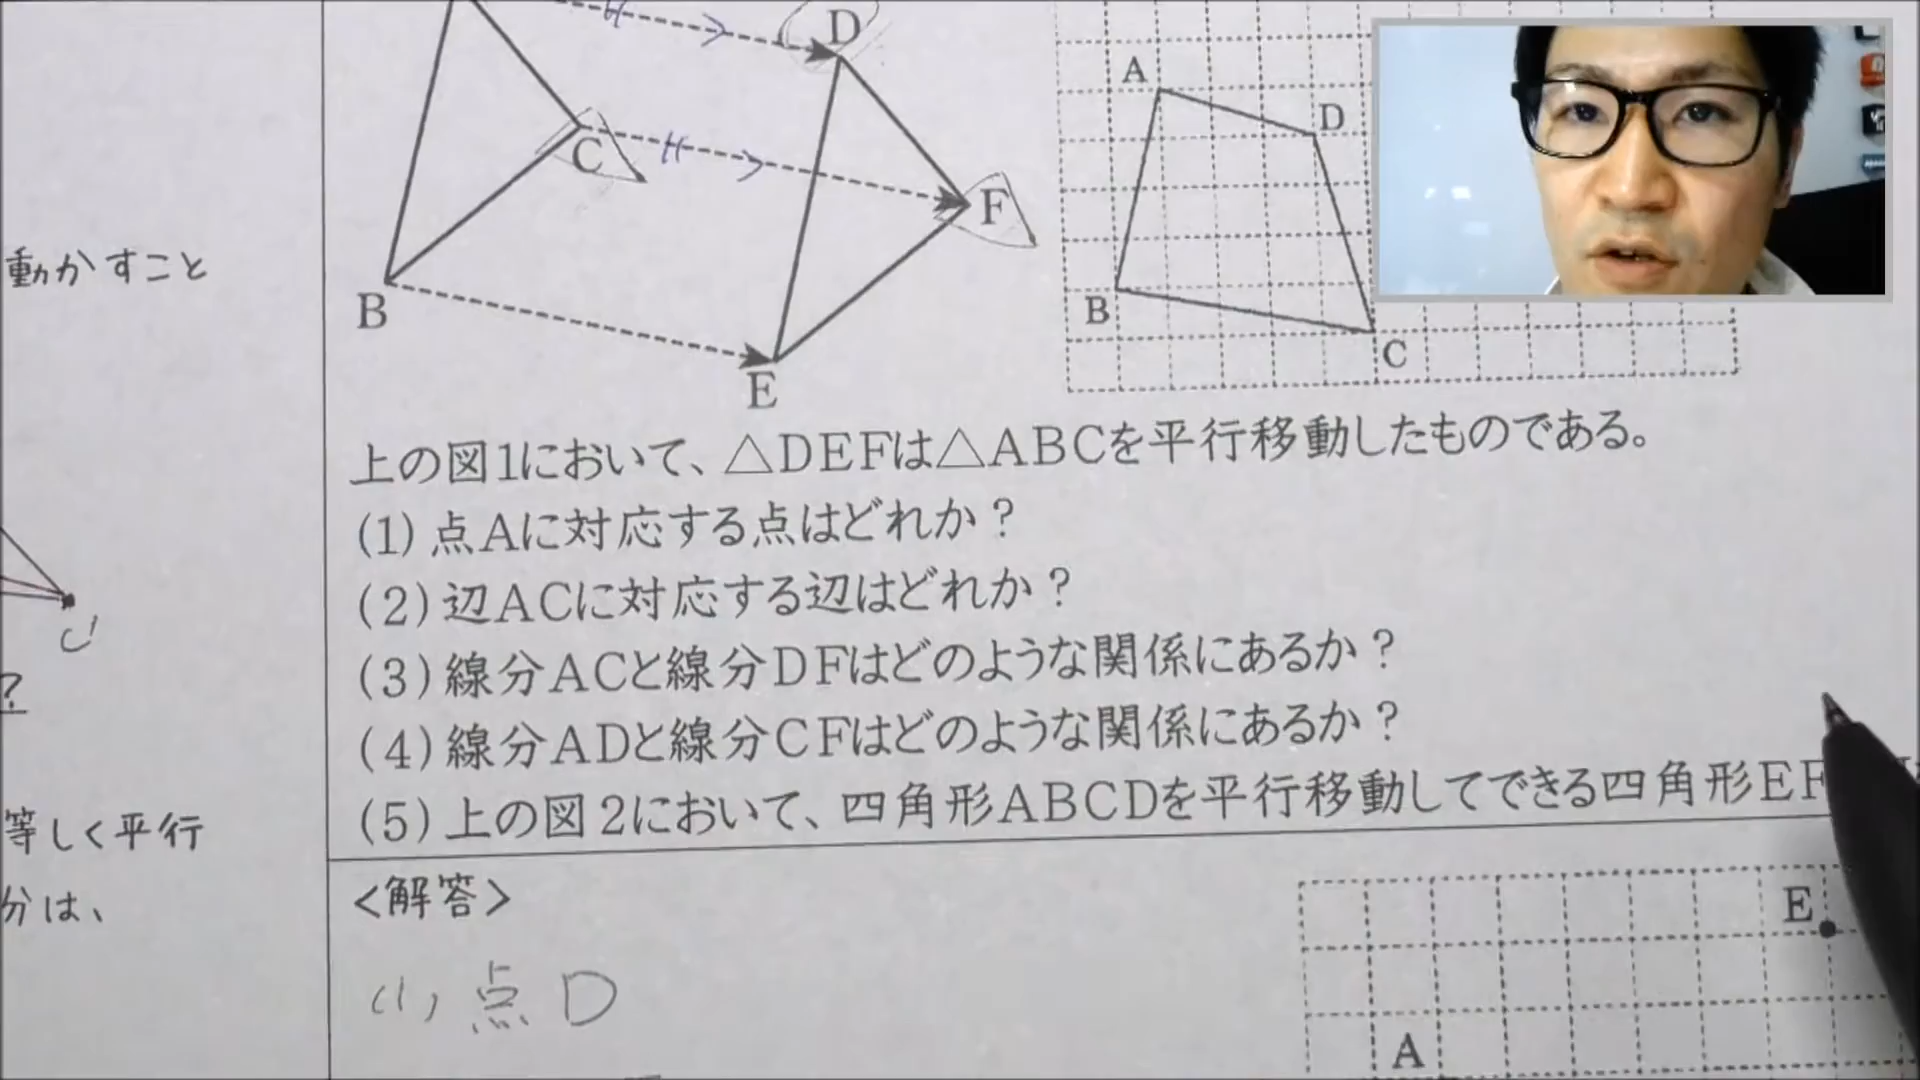 D
A
D
C
F
B
B
E
C
動かすこと
上の図1において、△DEFは△ABCを平行移動したものである。
(1) 点Aに対応する点はどれか?
(2) 辺ACに対応する辺はどれか?
(3) 線分ACと線分DFはどのような関係にあるか?
(4) 線分ADと線分CFはどのような関係にあるか?
(5) 上の図2において、四角形ABCDを平行移動してできる四角形EF
?
等しく平行
分は、
<解答>
(1) 点 D
E
A